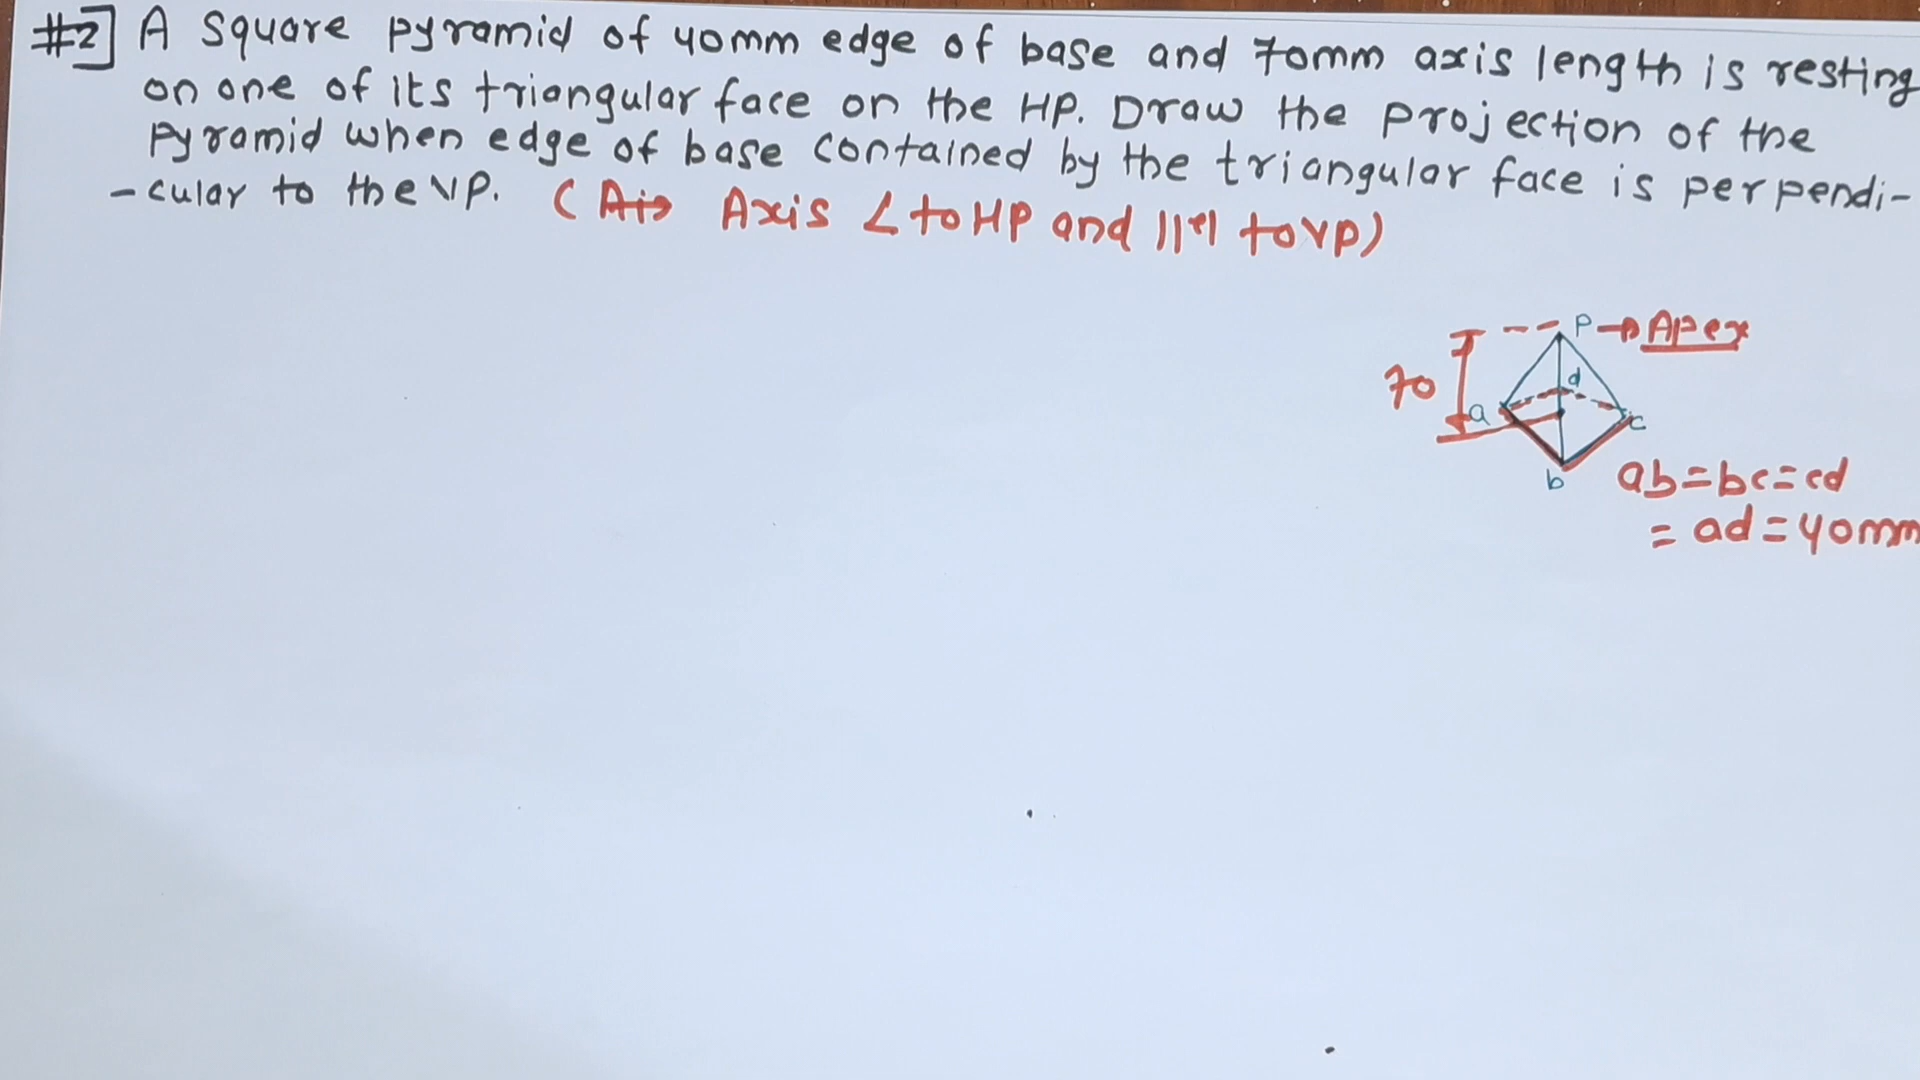 #2] A square pyramid of 40mm edge of base and 70mm axis length is resting
on one of its triangular face on the HP. Draw the projection of the
pyramid when edge of base contained by the triangular face is perpendi-
-cular to the VP. ( Axis ∠ to HP and ||el to VP)
P → Apex
70
d
a
c
b
ab=bc=cd
= ad = 40mm